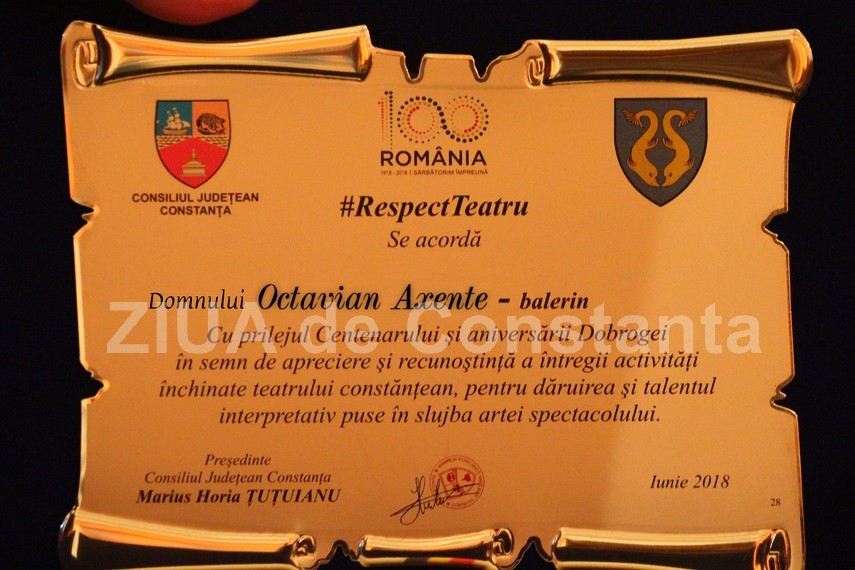 100
ROMÂNIA
1918 - 2018 | SĂRBĂTORIM ÎMPREUNĂ
CONSILIUL JUDEȚEAN
CONSTANȚA
#RespectTeatru
Se acordă
Domnului Octavian Axente - balerin
ZIUA de Constanta
Cu prilejul Centenarului și aniversării Dobrogei
în semn de apreciere și recunoștință a întregii activități
închinate teatrului constănțean, pentru dăruirea și talentul
interpretativ puse în slujba artei spectacolului.
Președinte
Consiliul Județean Constanța
Marius Horia ȚUȚUIANU
Iunie 2018
28